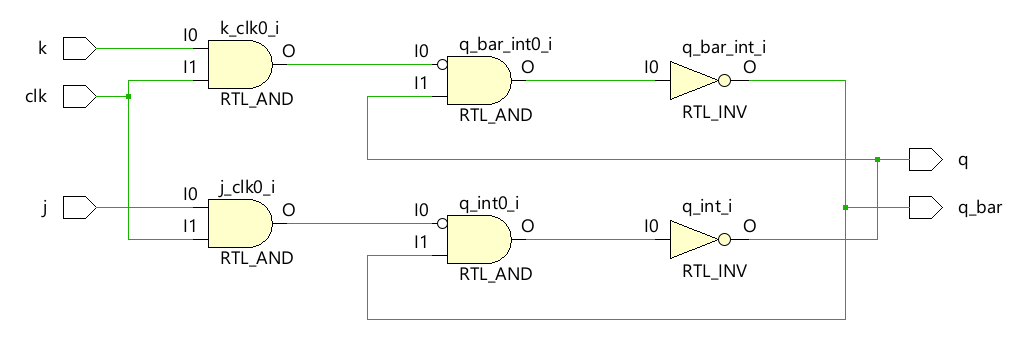 k_clk0_i
k
I0
O
I1
RTL_AND
clk
q_bar_int0_i
I0
O
I1
RTL_AND
q_bar_int_i
I0
O
RTL_INV
q
q_bar
j_clk0_i
j
I0
O
I1
RTL_AND
q_int0_i
I0
O
I1
RTL_AND
q_int_i
I0
O
RTL_INV